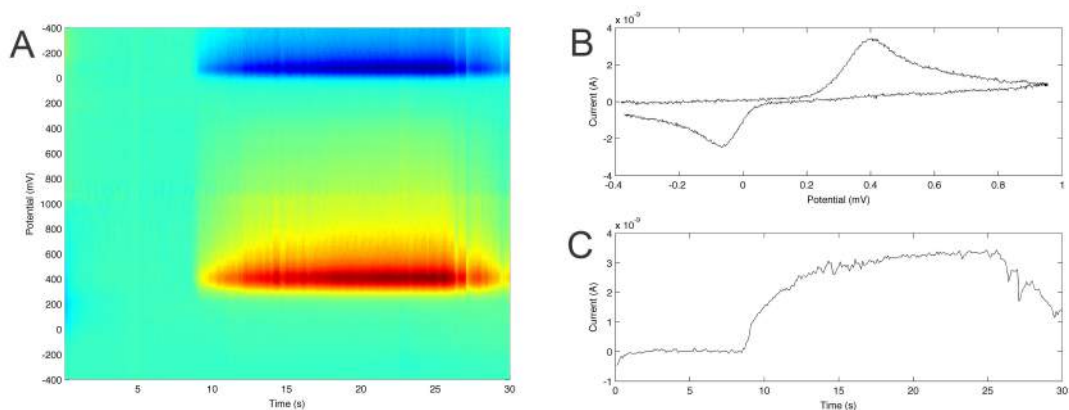 A
-400
-200
0
200
400
600
800
1000
800
600
400
200
0
-200
-400
Potential (mV)
5 10 15 20 25 30
Time (s)
B
x 10⁻⁹
4
2
0
-2
-4
Current (A)
-0.4 -0.2 0 0.2 0.4 0.6 0.8 1
Potential (mV)
C
x 10⁻⁹
4
3
2
1
0
-1
Current (A)
0 5 10 15 20 25 30
Time (s)